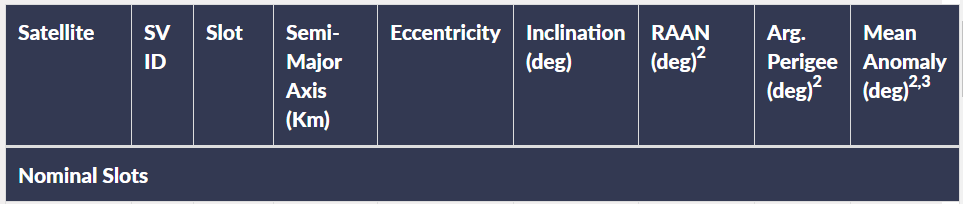 Satellite
SV
ID
Slot
Semi-
Major
Axis
(Km)
Eccentricity
Inclination
(deg)
RAAN
(deg)2
Arg.
Perigee
(deg)2
Mean
Anomaly
(deg)2,3
Nominal Slots